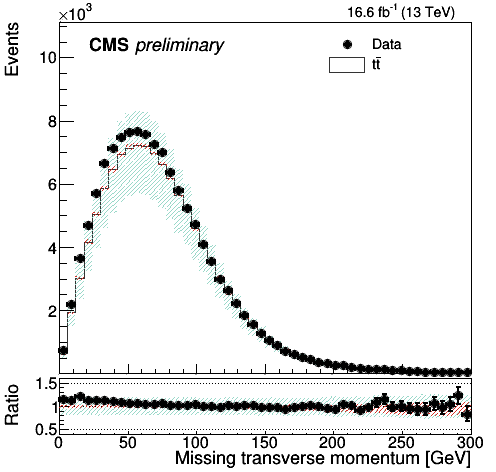 ×10³
16.6 fb⁻¹ (13 TeV)
Events
CMS preliminary
Data
tt̄
10
8
6
4
2
Ratio
1.5
1
0.5
0 50 100 150 200 250 300
Missing transverse momentum [GeV]